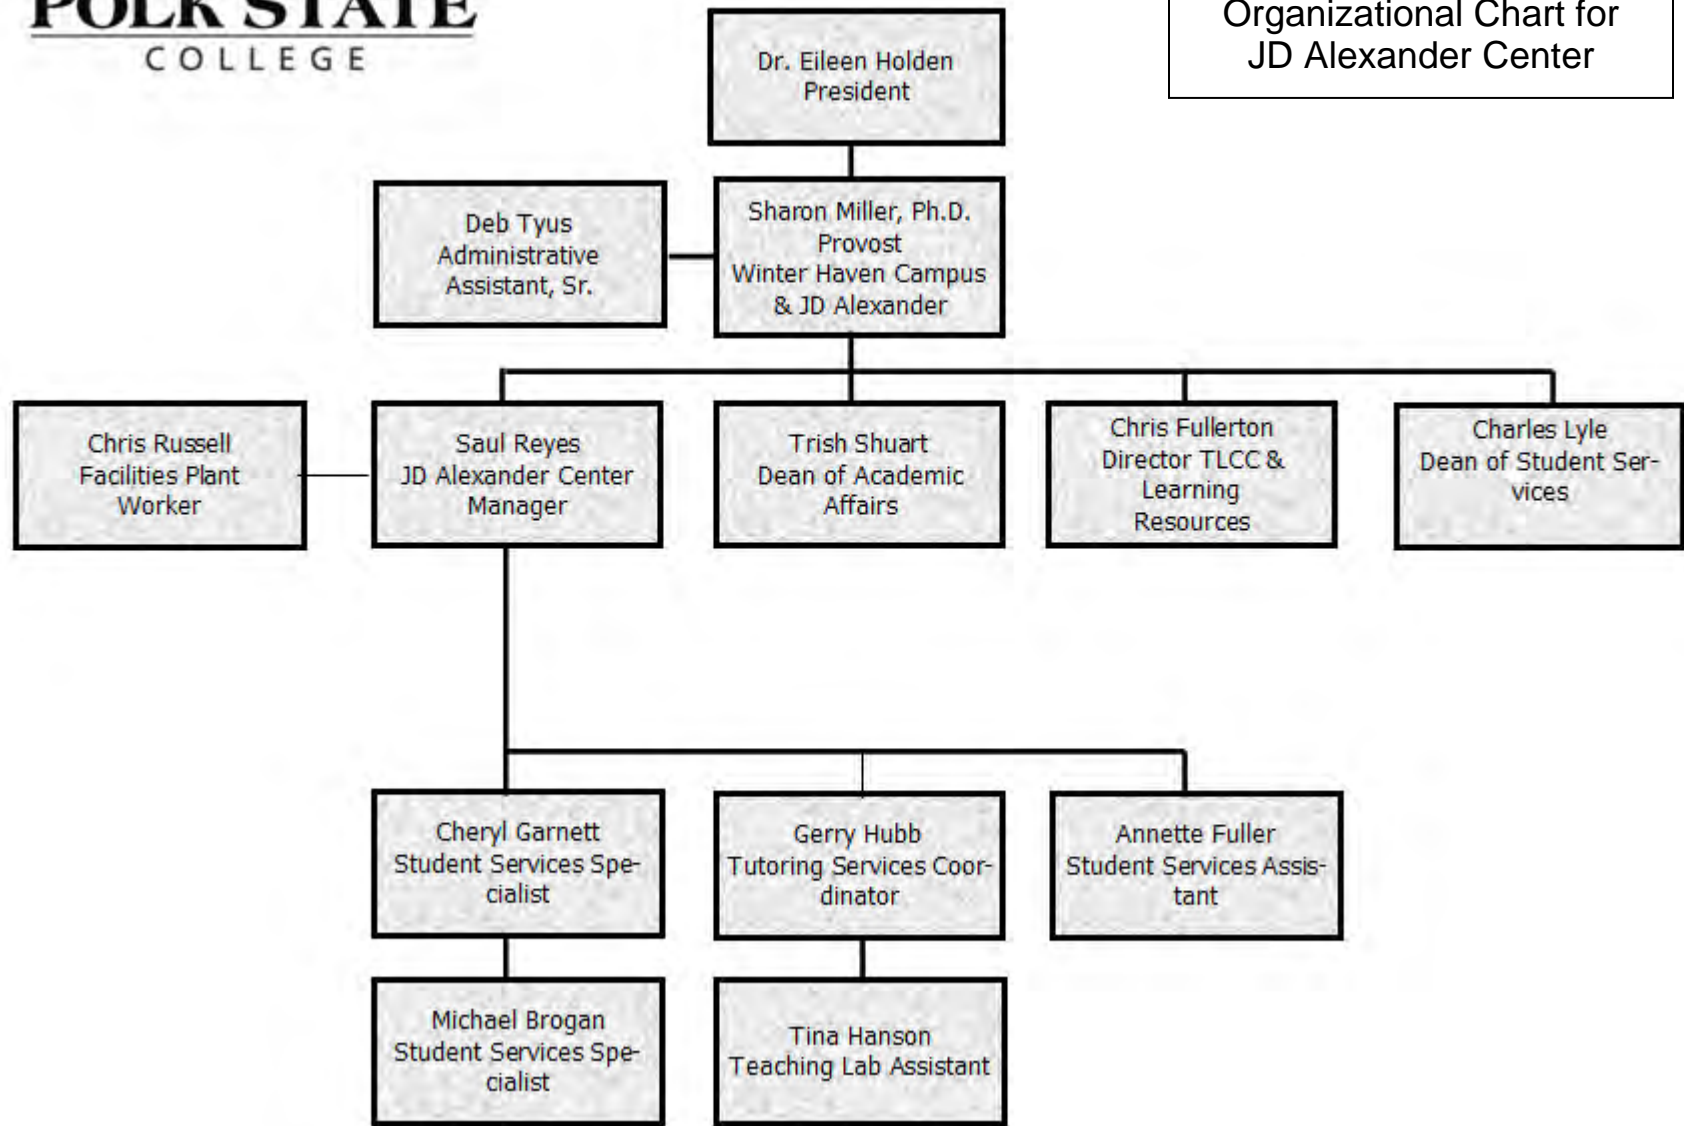 POLK STATE
COLLEGE
Organizational Chart for
JD Alexander Center
Dr. Eileen Holden
President
Deb Tyus
Administrative
Assistant, Sr.
Sharon Miller, Ph.D.
Provost
Winter Haven Campus
& JD Alexander
Chris Russell
Facilities Plant
Worker
Saul Reyes
JD Alexander Center
Manager
Trish Shuart
Dean of Academic
Affairs
Chris Fullerton
Director TLCC &
Learning
Resources
Charles Lyle
Dean of Student Ser-
vices
Cheryl Garnett
Student Services Spe-
cialist
Gerry Hubb
Tutoring Services Coor-
dinator
Annette Fuller
Student Services Assis-
tant
Michael Brogan
Student Services Spe-
cialist
Tina Hanson
Teaching Lab Assistant